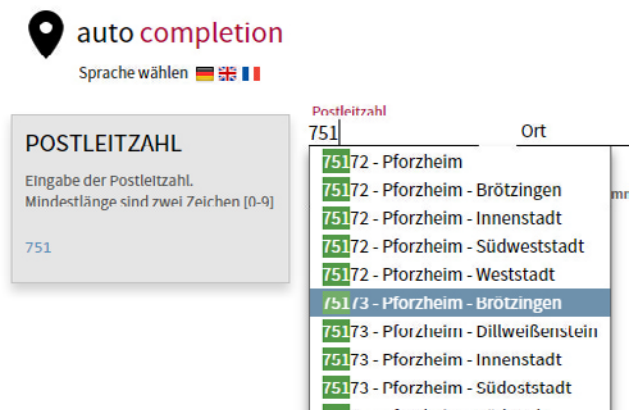 auto completion
Sprache wählen
POSTLEITZAHL
Eingabe der Postleitzahl.
Mindestlänge sind zwei Zeichen [0-9]
751
Postleitzahl
751
Ort
75172 - Pforzheim
75172 - Pforzheim - Brötzingen
75172 - Pforzheim - Innenstadt
75172 - Pforzheim - Südweststadt
75172 - Pforzheim - Weststadt
75173 - Pforzheim - Brötzingen
75173 - Pforzheim - Dillweißenstein
75173 - Pforzheim - Innenstadt
75173 - Pforzheim - Südoststadt